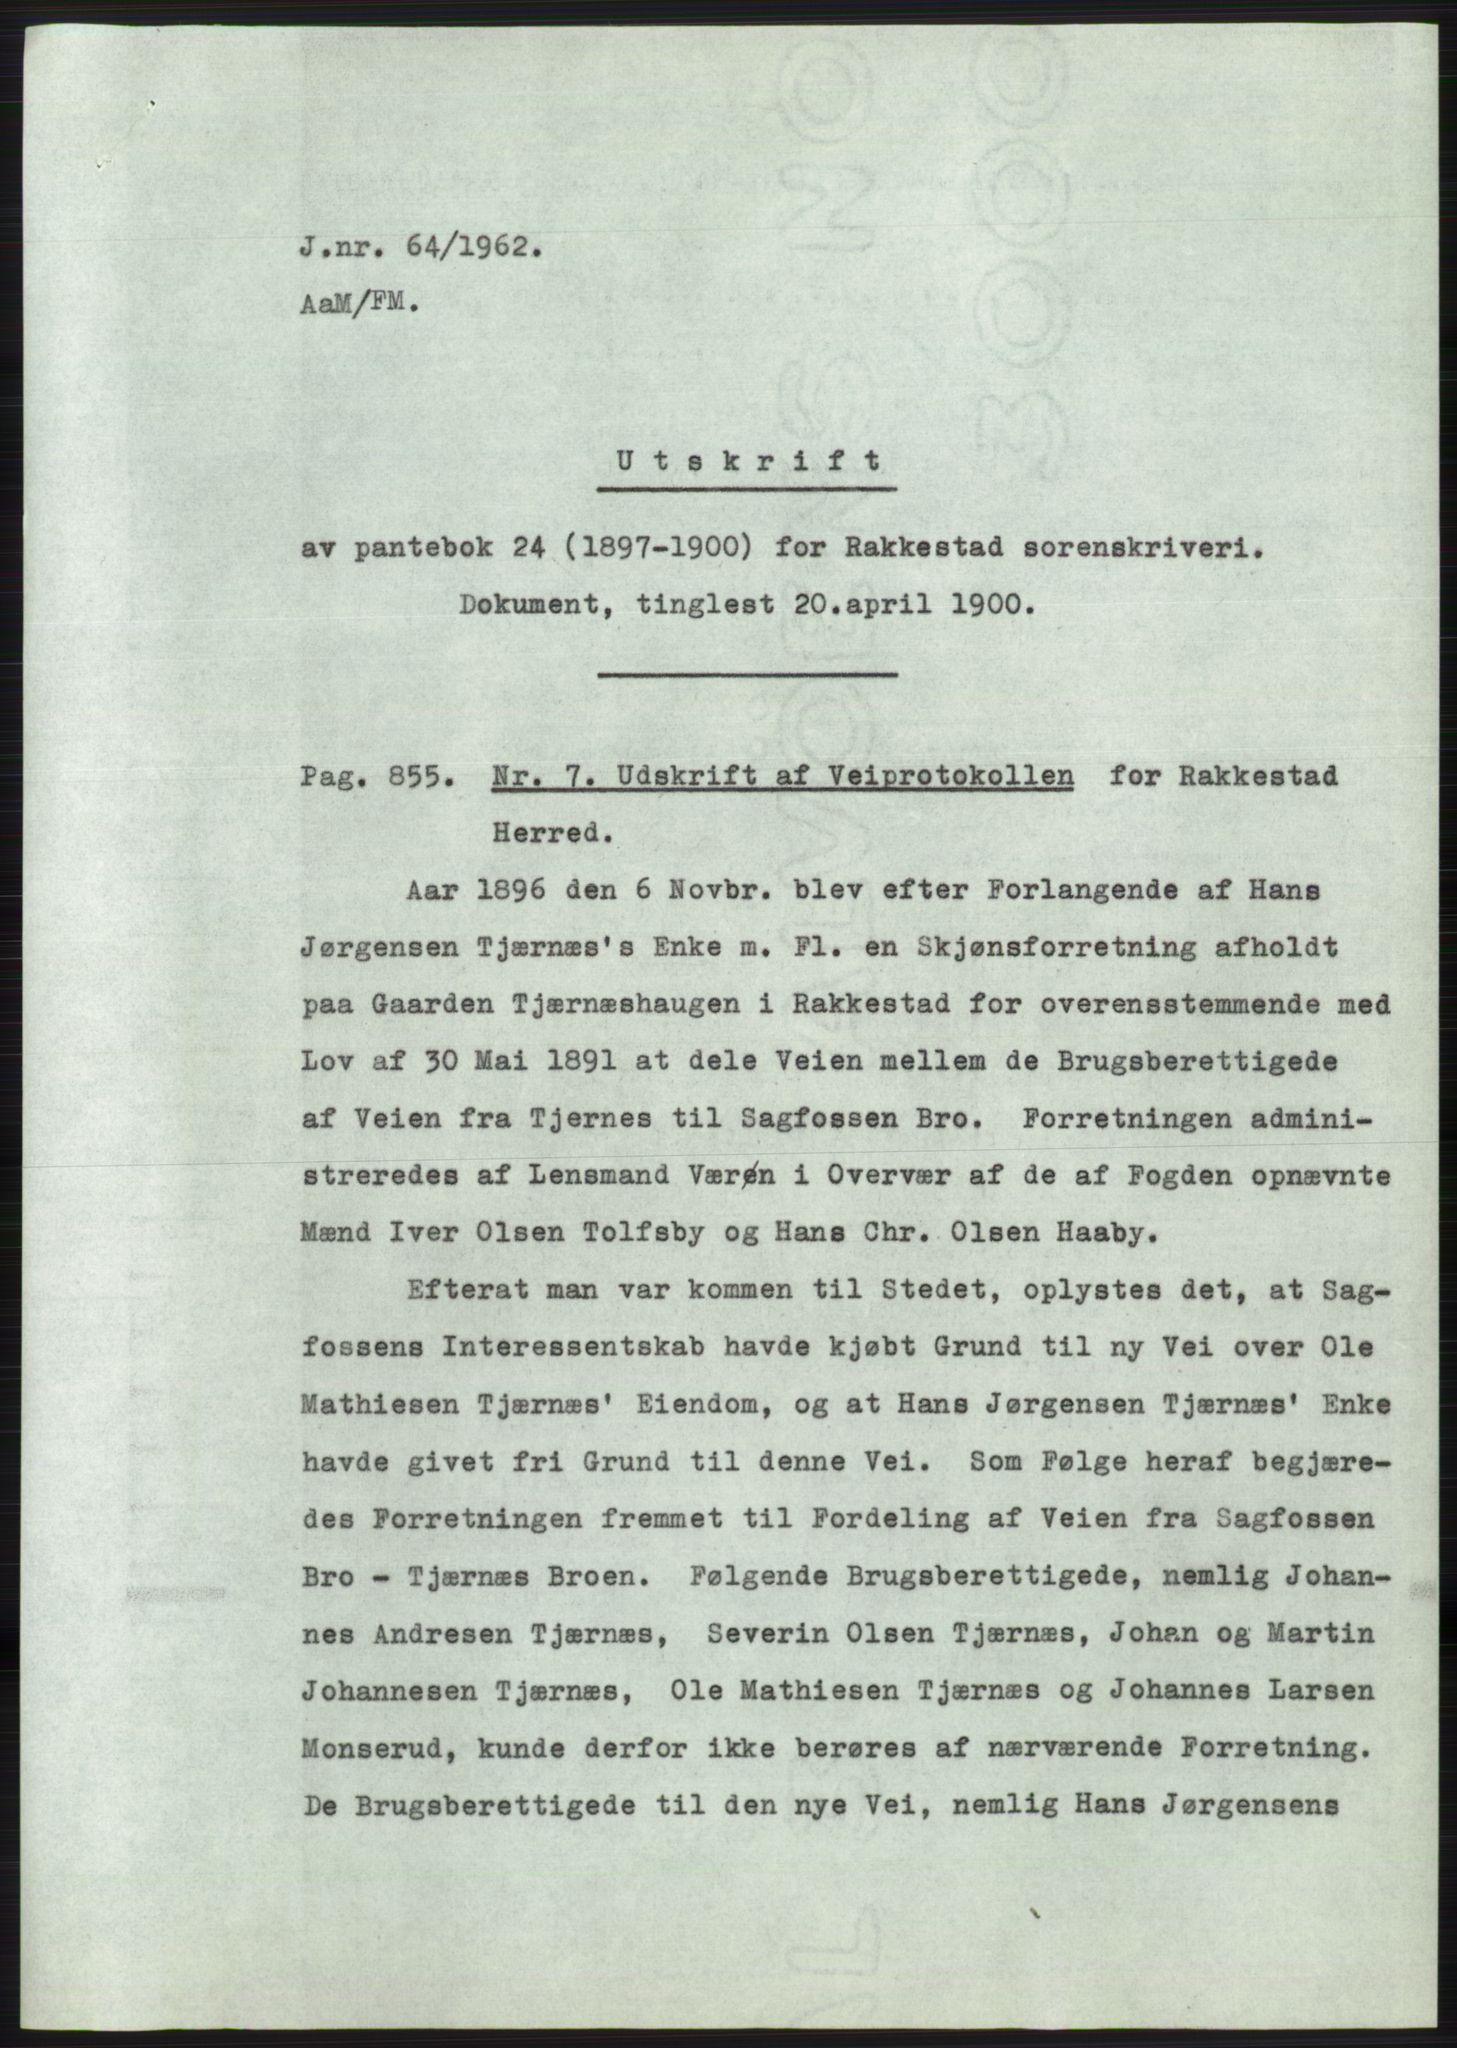 J.nr. 64/1962.
AaM/FM.
U t s k r i f t
av pantebok 24 (1897-1900) for Rakkestad sorenskriveri.
Dokument, tinglest 20.april 1900.
Pag. 855. Nr. 7. Udskrift af Veiprotokollen for Rakkestad
Herred.
Aar 1896 den 6 Novbr. blev efter Forlangende af Hans
Jørgensen Tjærnæs's Enke m. Fl. en Skjønsforretning afholdt
paa Gaarden Tjærnæshaugen i Rakkestad for overensstemmende med
Lov af 30 Mai 1891 at dele Veien mellem de Brugsberettigede
af Veien fra Tjernes til Sagfossen Bro. Forretningen admini-
streredes af Lensmand Værøn i Overvær af de af Fogden opnævnte
Mænd Iver Olsen Tolfsby og Hans Chr. Olsen Haaby.
Efterat man var kommen til Stedet, oplystes det, at Sag-
fossens Interessentskab havde kjøbt Grund til ny Vei over Ole
Mathiesen Tjærnæs' Eiendom, og at Hans Jørgensen Tjærnæs' Enke
havde givet fri Grund til denne Vei. Som Følge heraf begjære-
des Forretningen fremmet til Fordeling af Veien fra Sagfossen
Bro - Tjærnæs Broen. Følgende Brugsberettigede, nemlig Johan-
nes Andresen Tjærnæs, Severin Olsen Tjærnæs, Johan og Martin
Johannesen Tjærnæs, Ole Mathiesen Tjærnæs og Johannes Larsen
Monserud, kunde derfor ikke berøres af nærværende Forretning.
De Brugsberettigede til den nye Vei, nemlig Hans Jørgensens